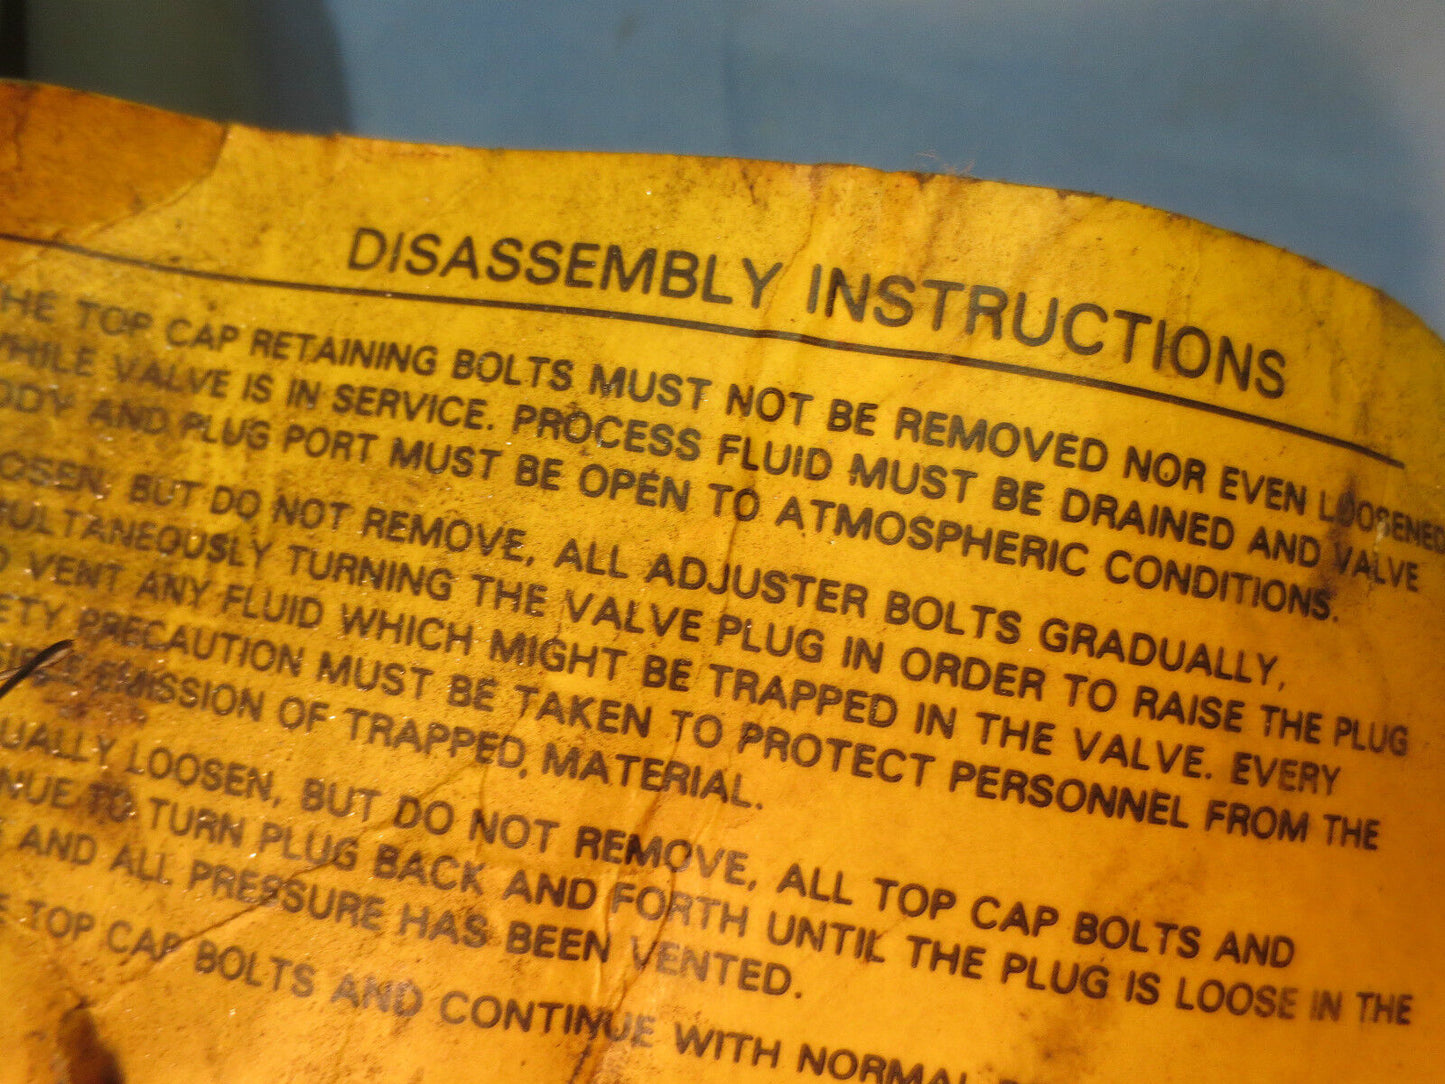 DISASSEMBLY INSTRUCTIONS
HE TOP CAP RETAINING BOLTS MUST NOT BE REMOVED NOR EVEN LOOSENED
WHILE VALVE IS IN SERVICE. PROCESS FLUID MUST BE DRAINED AND VALVE
ODY AND PLUG PORT MUST BE OPEN TO ATMOSPHERIC CONDITIONS.
OSEN, BUT DO NOT REMOVE, ALL ADJUSTER BOLTS GRADUALLY,
ULTANEOUSLY TURNING THE VALVE PLUG IN ORDER TO RAISE THE PLUG
O VENT ANY FLUID WHICH MIGHT BE TRAPPED IN THE VALVE. EVERY
ETY PRECAUTION MUST BE TAKEN TO PROTECT PERSONNEL FROM THE
SIBLE EMISSION OF TRAPPED MATERIAL.
UALLY LOOSEN, BUT DO NOT REMOVE, ALL TOP CAP BOLTS AND
NUE TO TURN PLUG BACK AND FORTH UNTIL THE PLUG IS LOOSE IN THE
AND ALL PRESSURE HAS BEEN VENTED.
E TOP CAP BOLTS AND CONTINUE WITH NORMAL